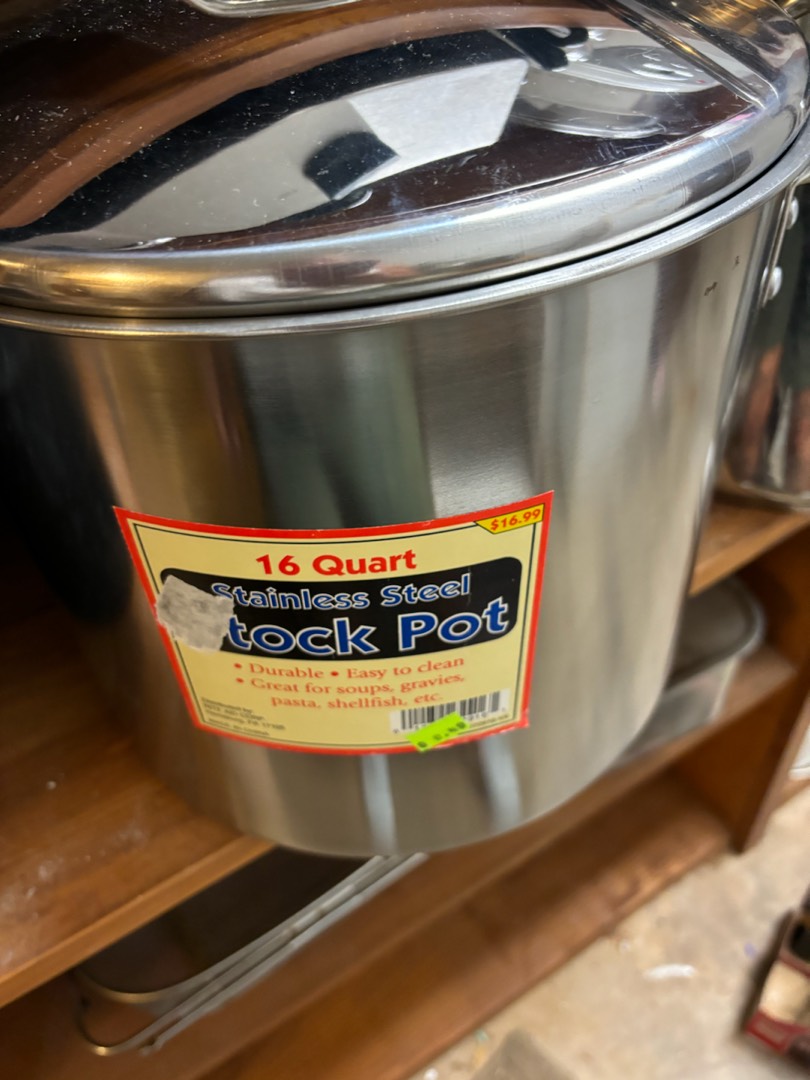 $16.99
16 Quart
Stainless Steel
tock Pot
• Durable • Easy to clean
• Great for soups, gravies,
pasta, shellfish, etc.